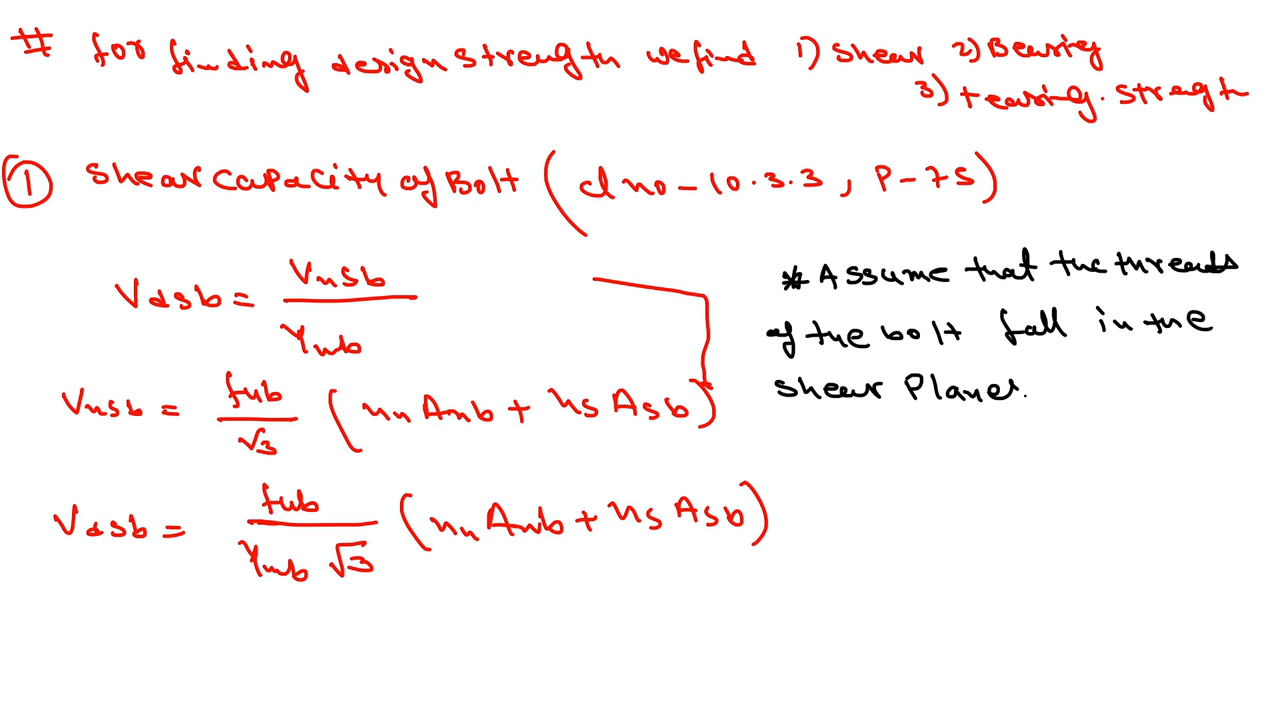 # for finding design strength we find 1) Shear 2) Bearing
3) tearing. strength
① Shear capacity of Bolt (cl no - 10.3.3, P-75)
Vdsb = Vnsb / γmb
* Assume that the threads
of the bolt fall in the
shear Plane.
Vnsb = fub / √3 (nn Anb + ns Asb)
Vdsb = fub / γmb √3 (nn Anb + ns Asb)